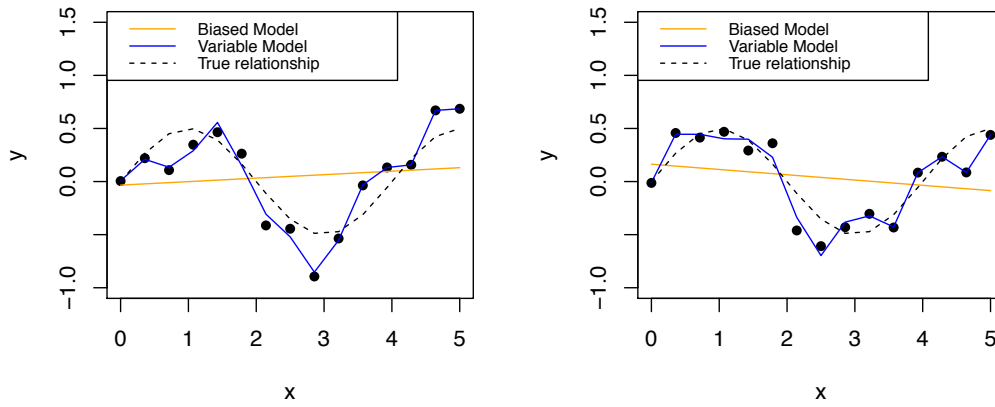 Biased Model
Variable Model
True relationship
1.5
1.0
0.5
0.0
−1.0
y
0 1 2 3 4 5
x
Biased Model
Variable Model
True relationship
1.5
1.0
0.5
0.0
−1.0
y
0 1 2 3 4 5
x